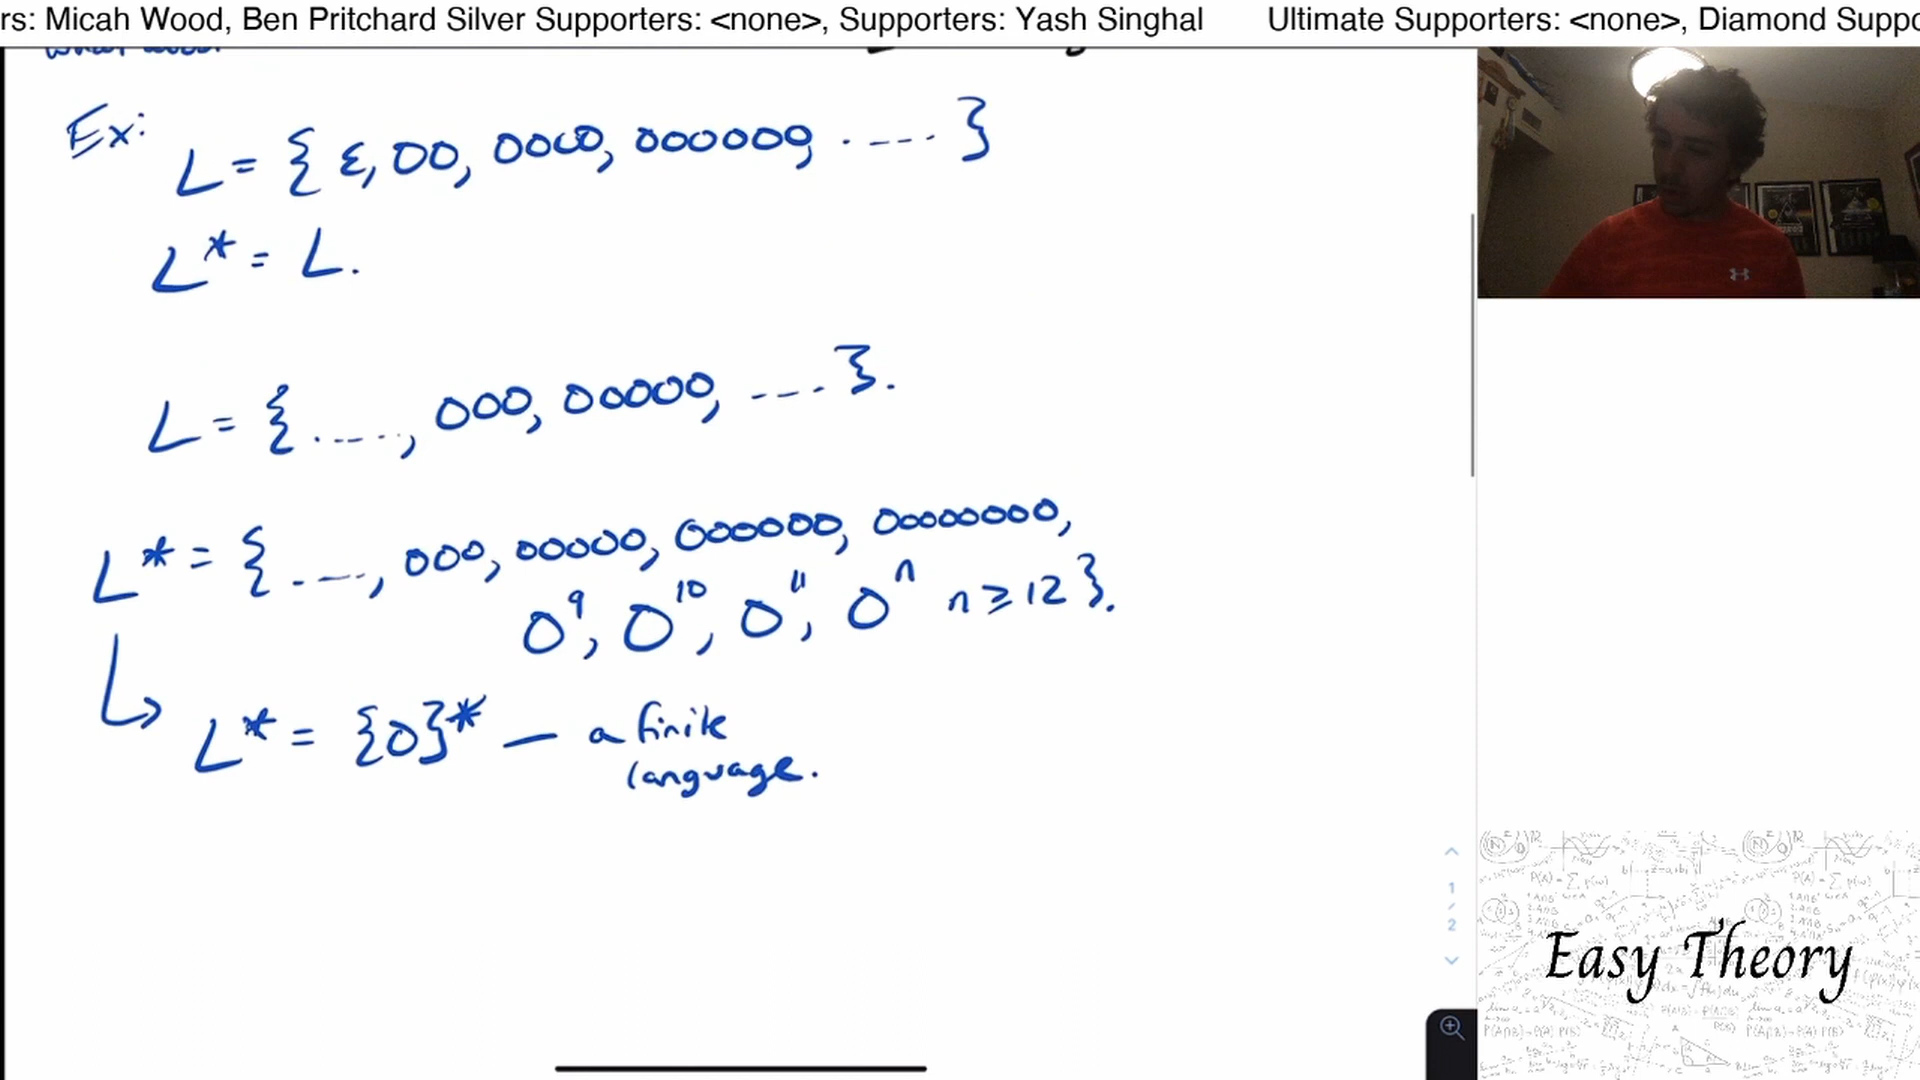 rs: Micah Wood, Ben Pritchard Silver Supporters: <none>, Supporters: Yash Singhal Ultimate Supporters: <none>, Diamond Suppo
Ex:
L = { ε, 00, 0000, 000000, ..... }
L* = L.
L = { ....., 000, 00000, .... }.
L* = { ...., 000, 00000, 000000, 00000000,
0⁹, 0¹⁰, 0¹¹, 0ⁿ n ≥ 12 }.
L* = {0}* — a finite
language.
1
2
Easy Theory